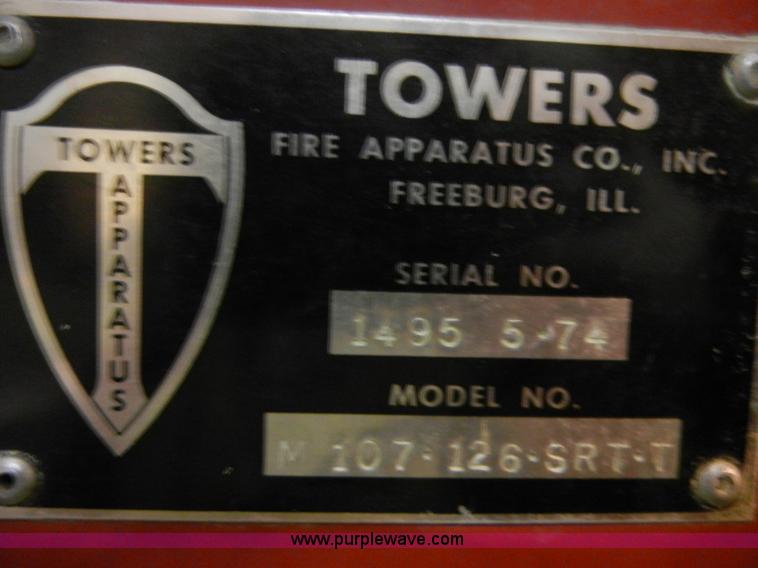 TOWERS
APPARATUS
TOWERS
FIRE APPARATUS CO., INC.
FREEBURG, ILL.
SERIAL NO.
1495 5-74
MODEL NO.
M 107-126-SRT-T
www.purplewave.com